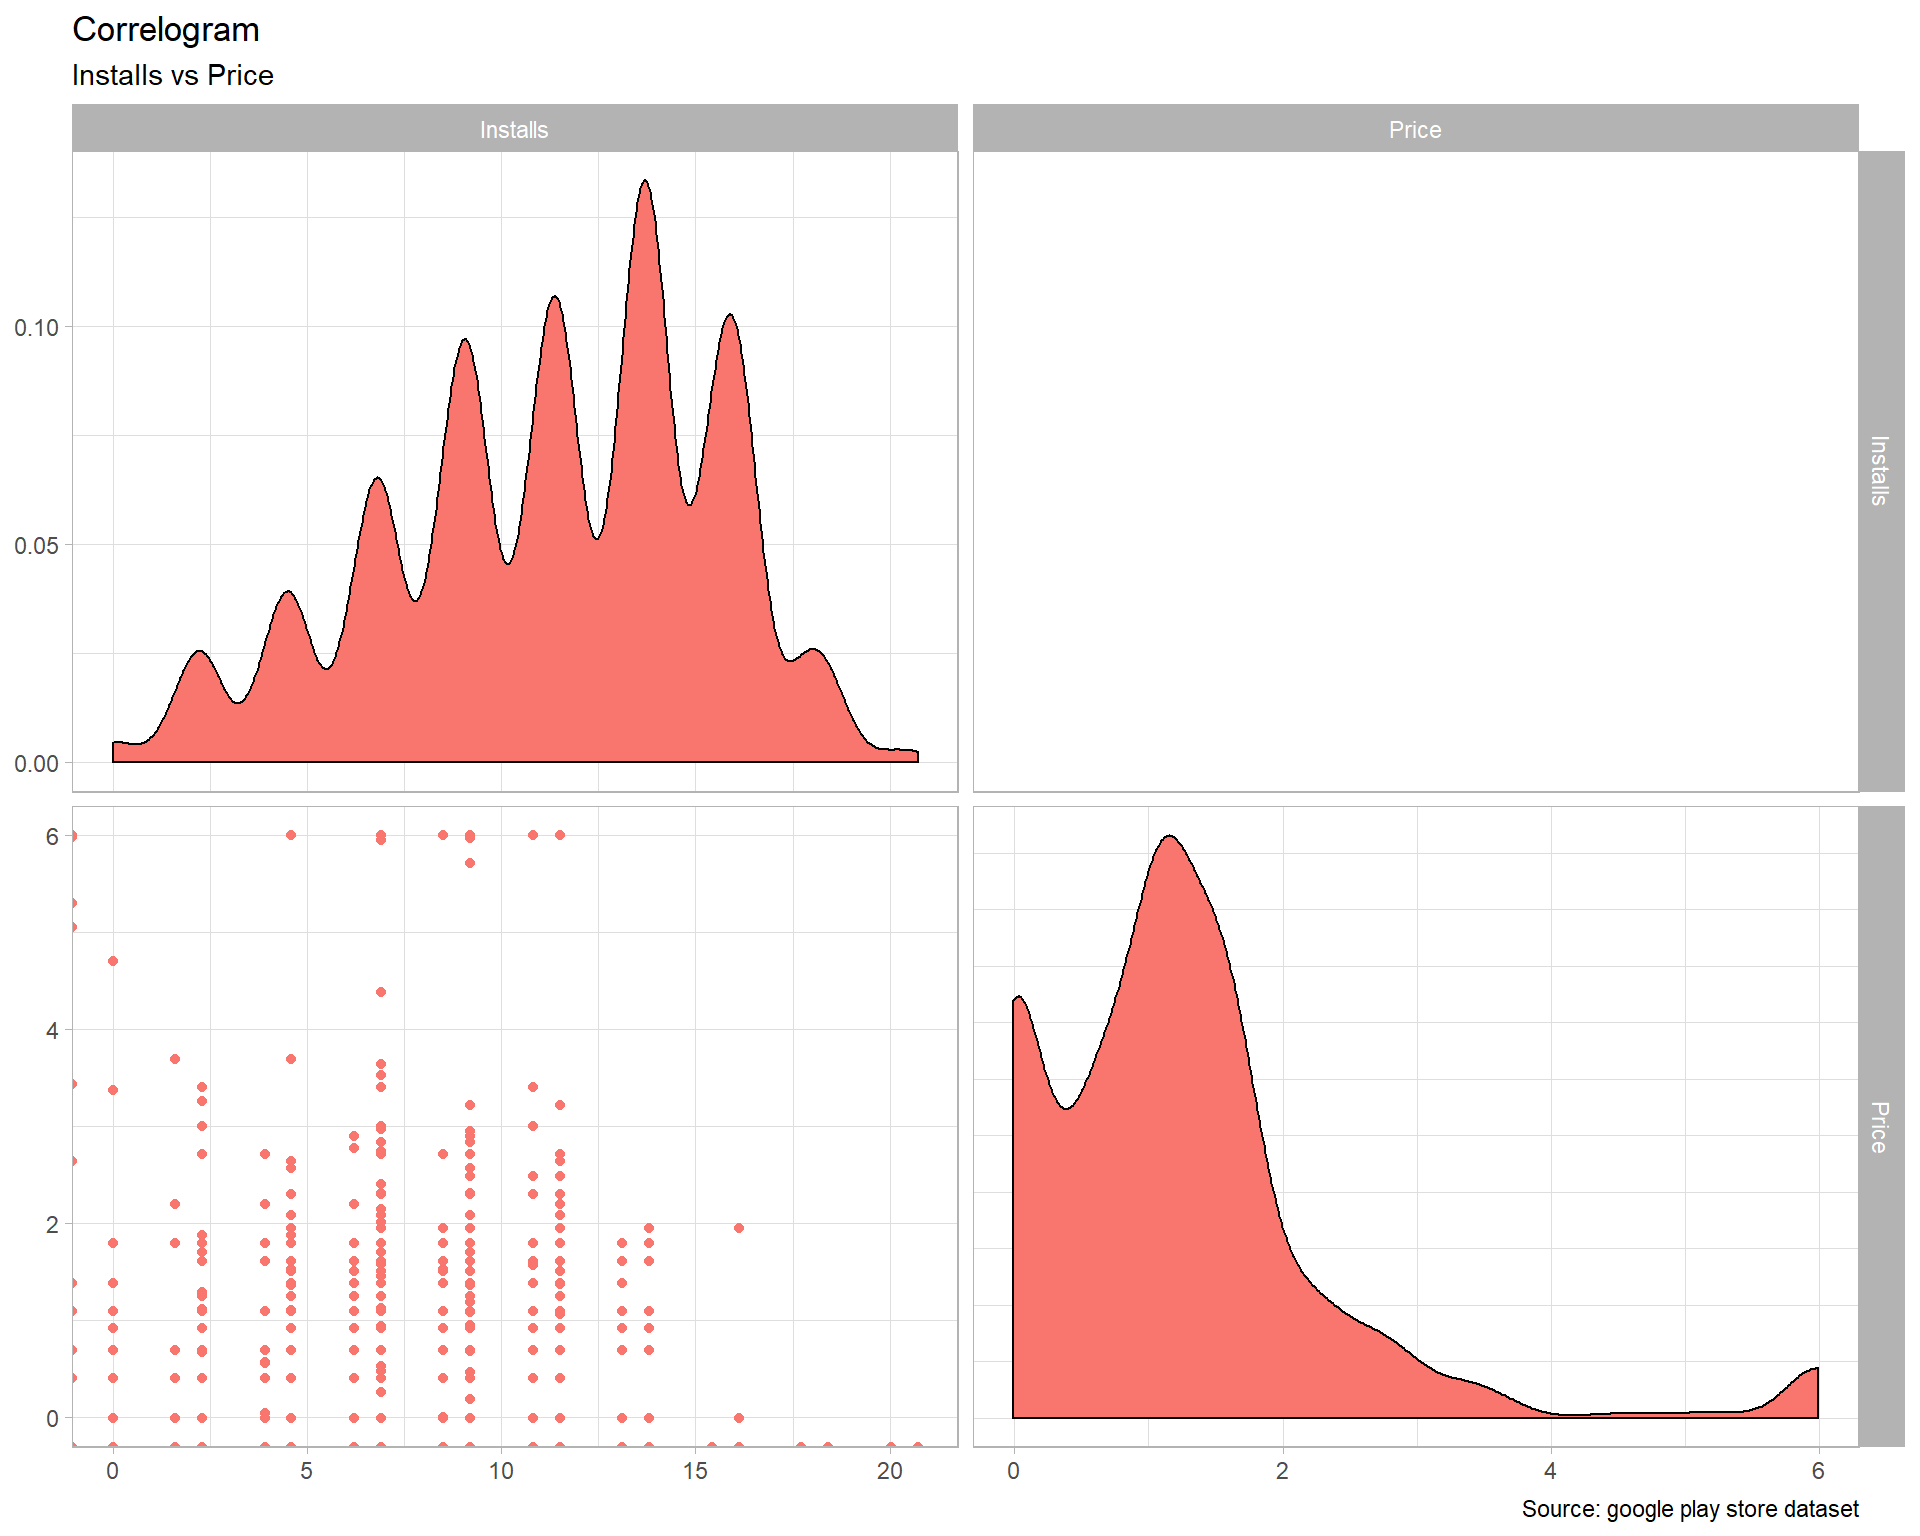 Correlogram
Installs vs Price
Installs
Price
0.10
0.05
0.00
Installs
6
4
2
0
Price
0 5 10 15 20
0 2 4 6
Source: google play store dataset